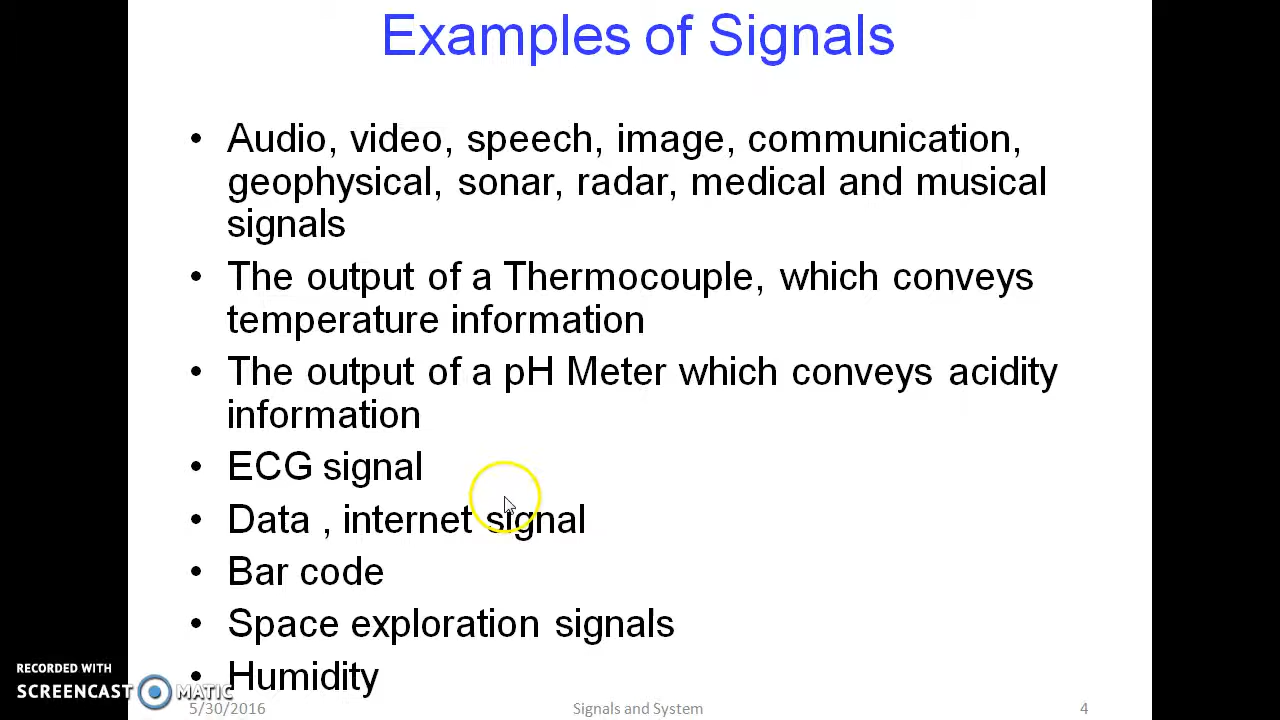 Examples of Signals
• Audio, video, speech, image, communication,
geophysical, sonar, radar, medical and musical
signals
• The output of a Thermocouple, which conveys
temperature information
• The output of a pH Meter which conveys acidity
information
• ECG signal
• Data , internet signal
• Bar code
• Space exploration signals
• Humidity
RECORDED WITH
SCREENCAST MATIC
5/30/2016
Signals and System
4